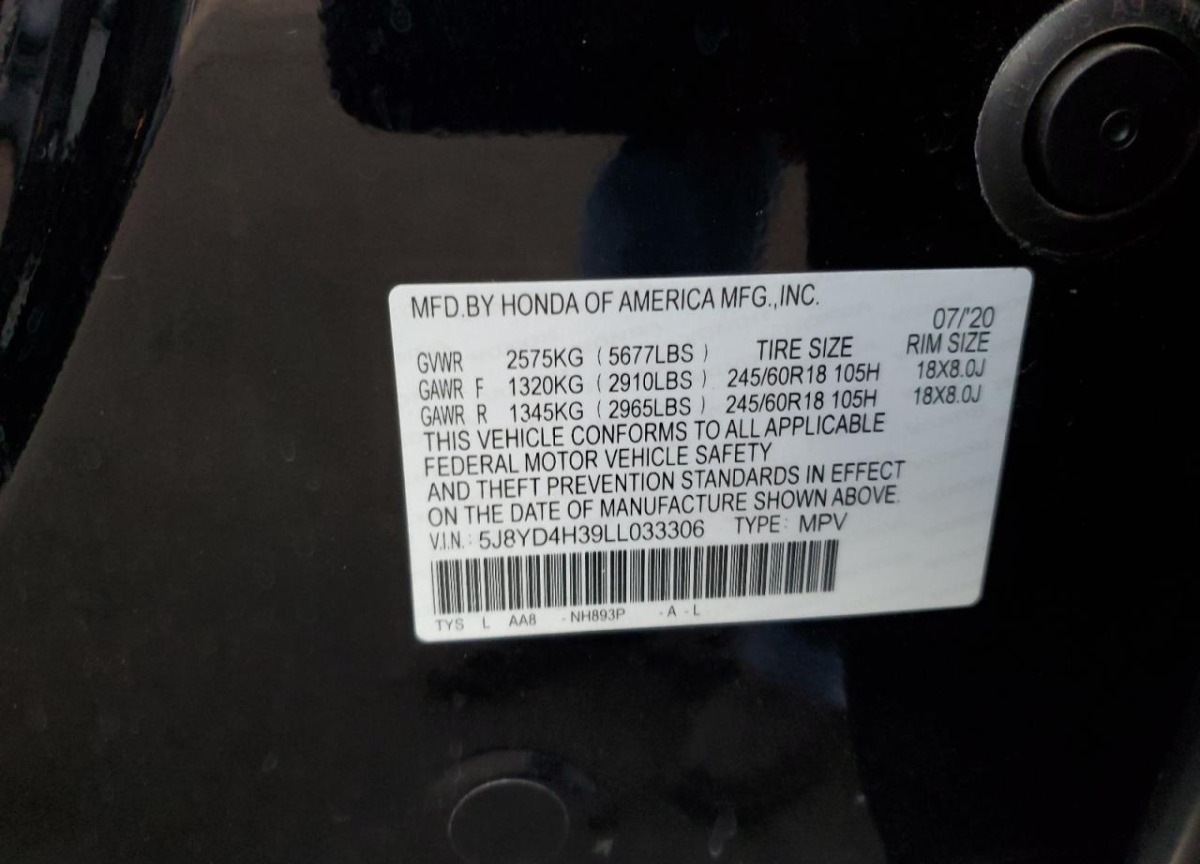 MFD.BY HONDA OF AMERICA MFG.,INC.
07/'20
GVWR 2575KG (5677LBS) TIRE SIZE RIM SIZE
GAWR F 1320KG (2910LBS) 245/60R18 105H 18X8.0J
GAWR R 1345KG (2965LBS) 245/60R18 105H 18X8.0J
THIS VEHICLE CONFORMS TO ALL APPLICABLE
FEDERAL MOTOR VEHICLE SAFETY
AND THEFT PREVENTION STANDARDS IN EFFECT
ON THE DATE OF MANUFACTURE SHOWN ABOVE.
V.I.N.: 5J8YD4H39LL033306 TYPE: MPV
TYS L AA8 -NH893P -A -L